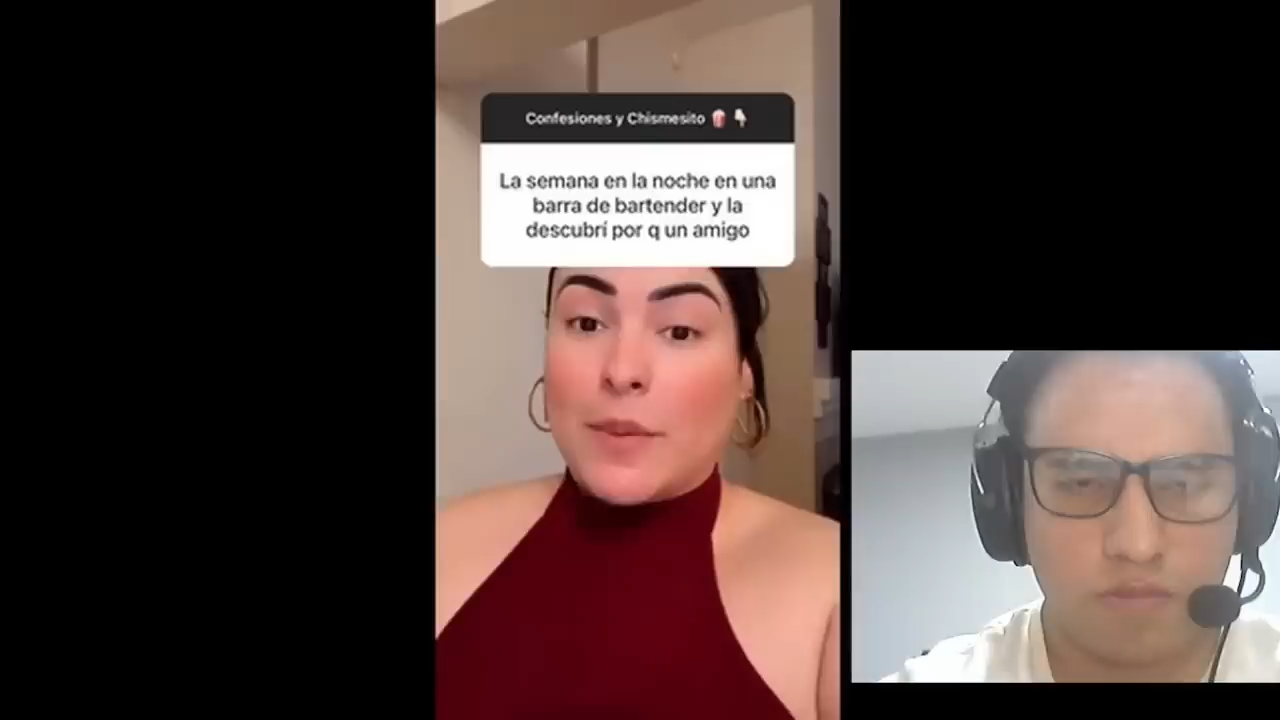 Confesiones y Chismesito 🍿👇🏻
La semana en la noche en una
barra de bartender y la
descubrí por q un amigo